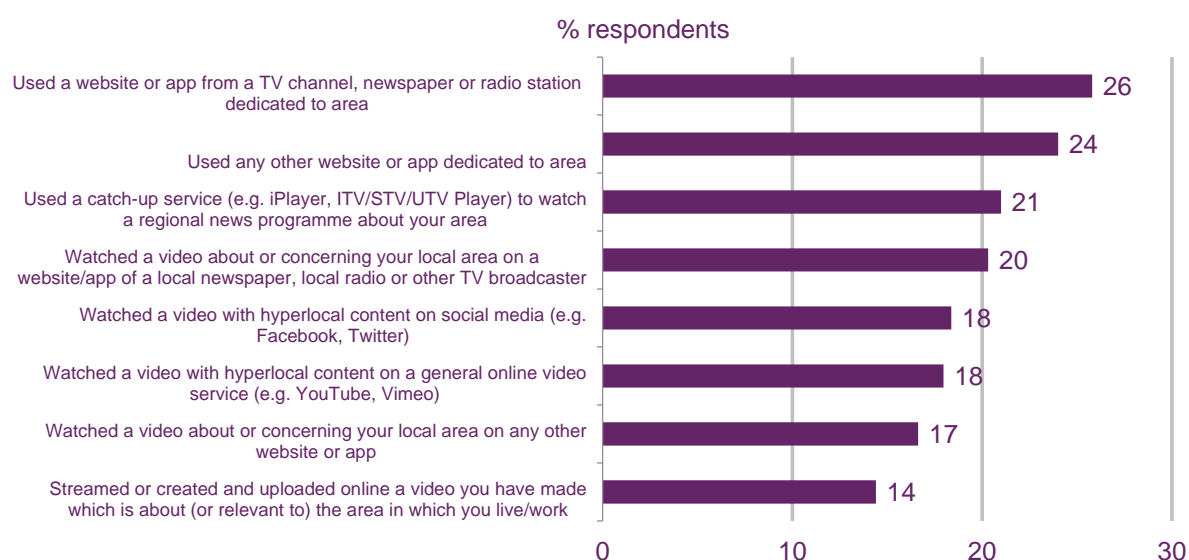 % respondents
Used a website or app from a TV channel, newspaper or radio station
dedicated to area
26
Used any other website or app dedicated to area
24
Used a catch-up service (e.g. iPlayer, ITV/STV/UTV Player) to watch
a regional news programme about your area
21
Watched a video about or concerning your local area on a
website/app of a local newspaper, local radio or other TV broadcaster
20
Watched a video with hyperlocal content on social media (e.g.
Facebook, Twitter)
18
Watched a video with hyperlocal content on a general online video
service (e.g. YouTube, Vimeo)
18
Watched a video about or concerning your local area on any other
website or app
17
Streamed or created and uploaded online a video you have made
which is about (or relevant to) the area in which you live/work
14
0 10 20 30